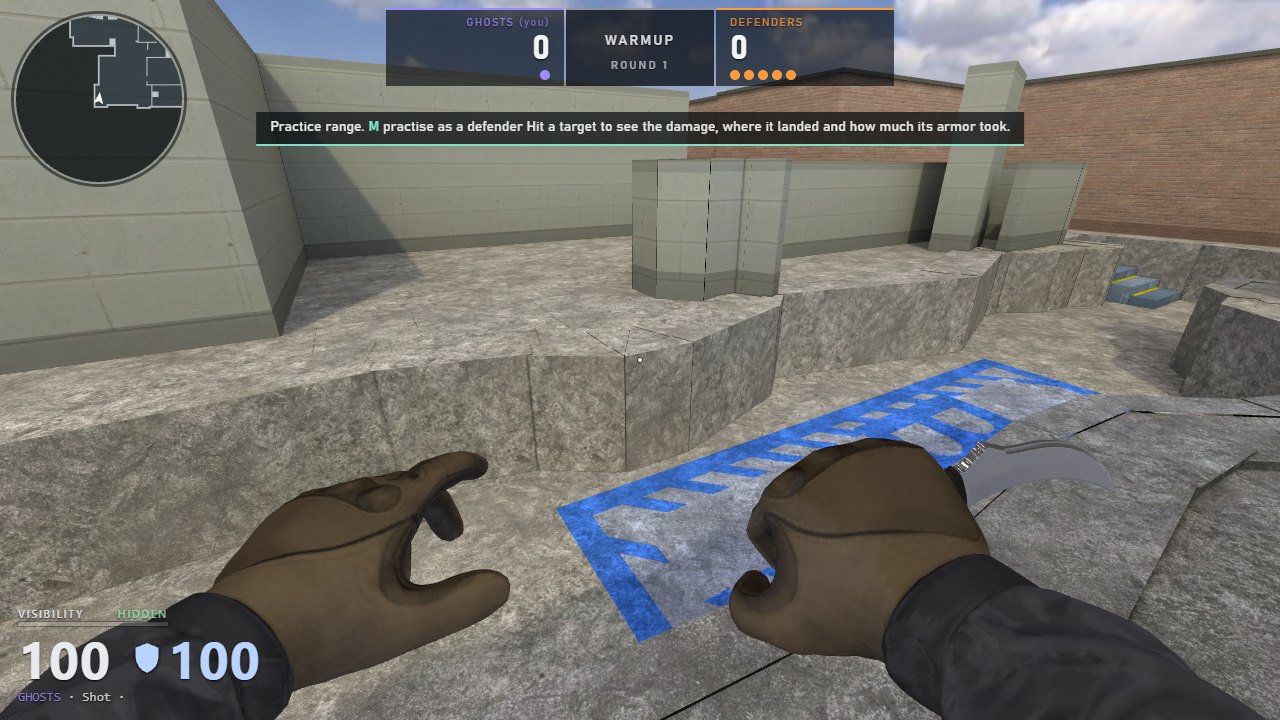 GHOSTS (you)
0
WARMUP
ROUND 1
DEFENDERS
0
Practice range. M practise as a defender Hit a target to see the damage, where it landed and how much its armor took.
VISIBILITY HIDDEN
100 100
GHOSTS · Shot ·